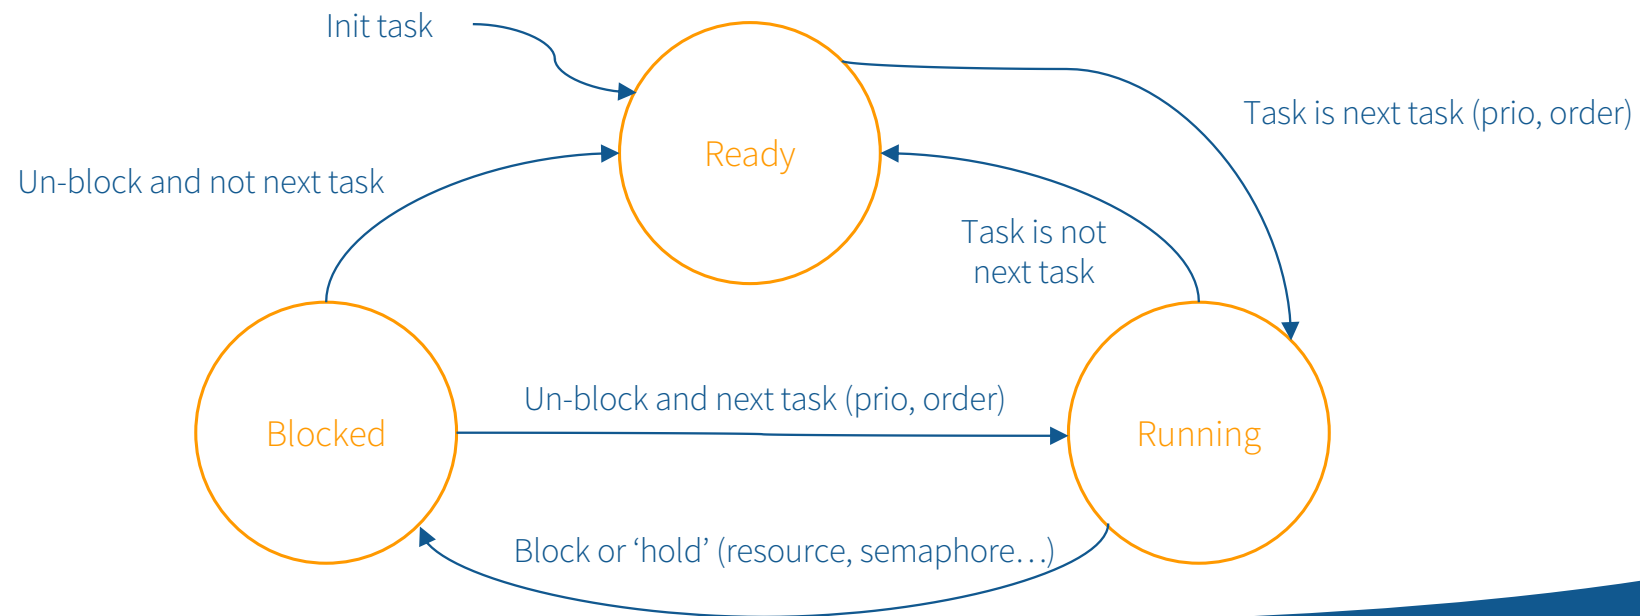 Init task
Task is next task (prio, order)
Ready
Un-block and not next task
Task is not
next task
Un-block and next task (prio, order)
Blocked
Running
Block or ‘hold’ (resource, semaphore…)